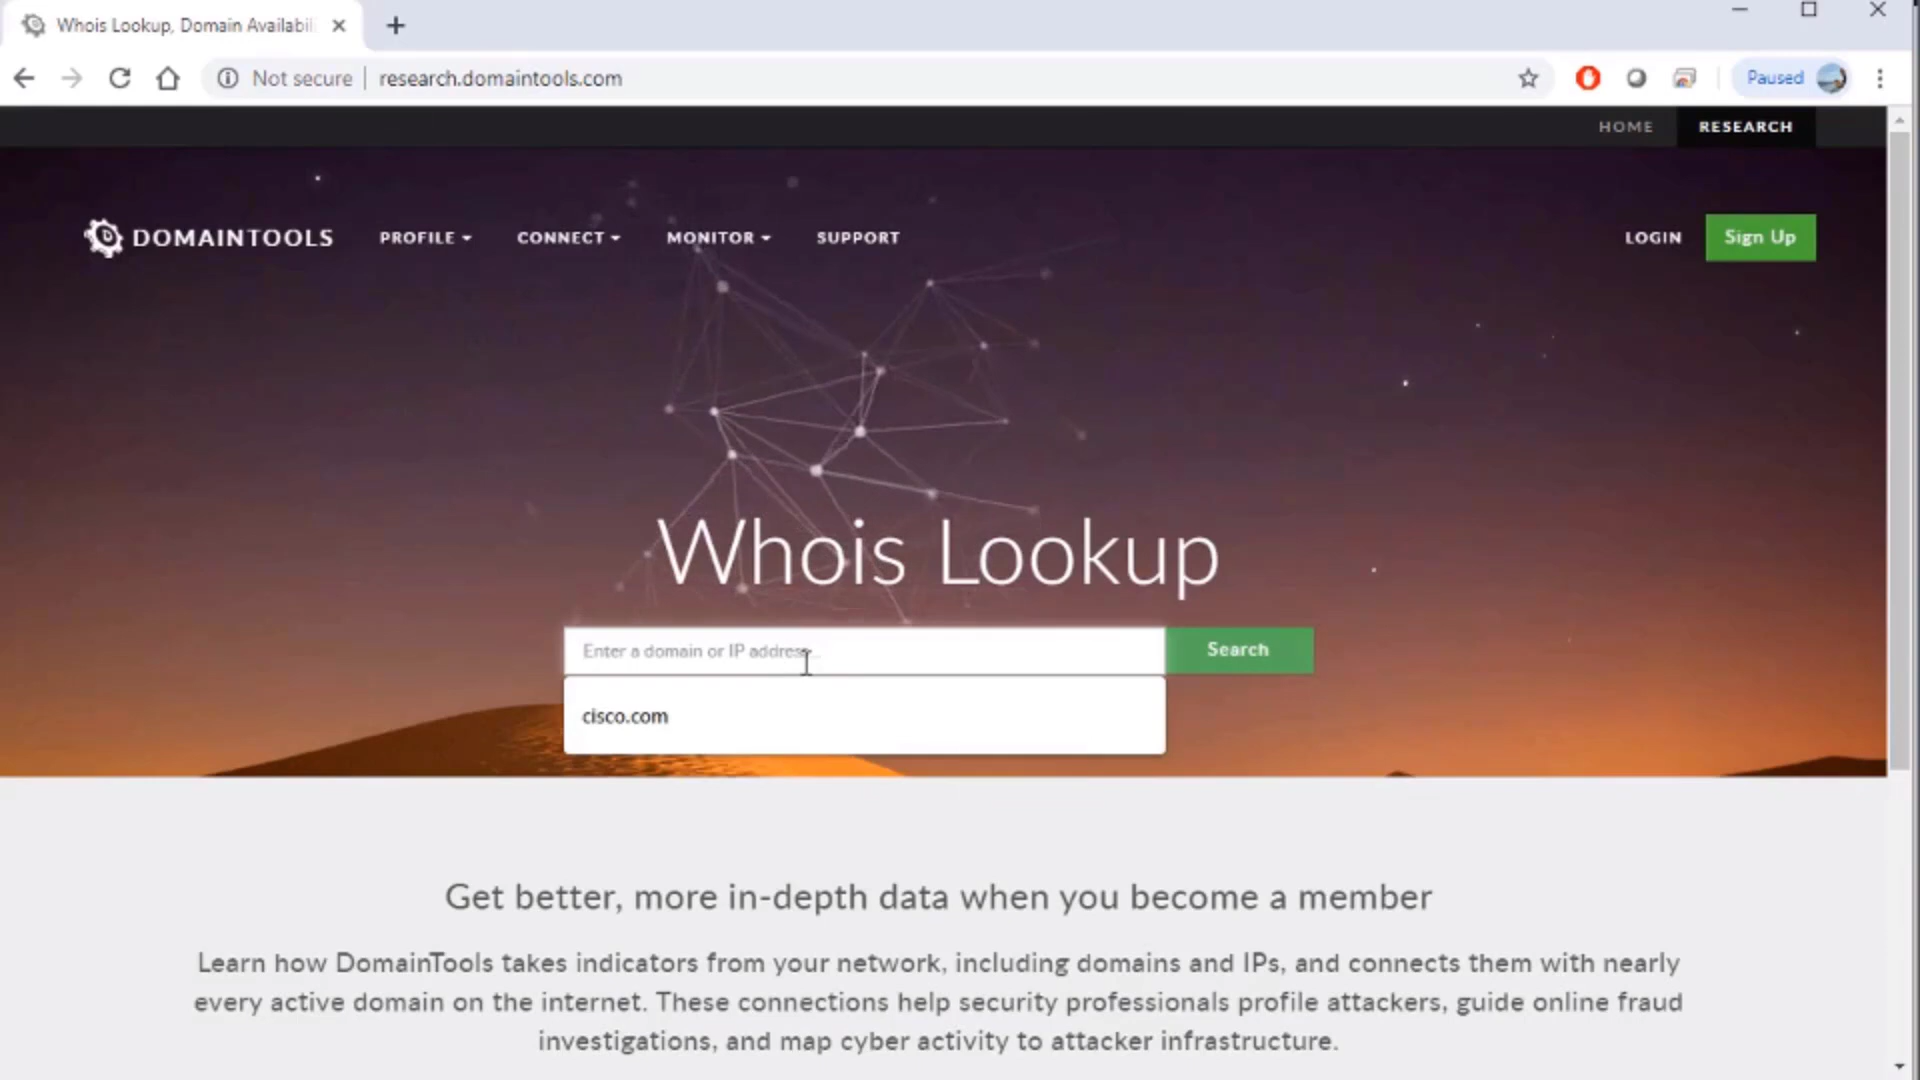 Whois Lookup, Domain Availabil
Not secure
research.domaintools.com
Paused
HOME
RESEARCH
DOMAINTOOLS
PROFILE
CONNECT
MONITOR
SUPPORT
LOGIN
Sign Up
Whois Lookup
Enter a domain or IP address...
Search
cisco.com
Get better, more in-depth data when you become a member
Learn how DomainTools takes indicators from your network, including domains and IPs, and connects them with nearly
every active domain on the internet. These connections help security professionals profile attackers, guide online fraud
investigations, and map cyber activity to attacker infrastructure.